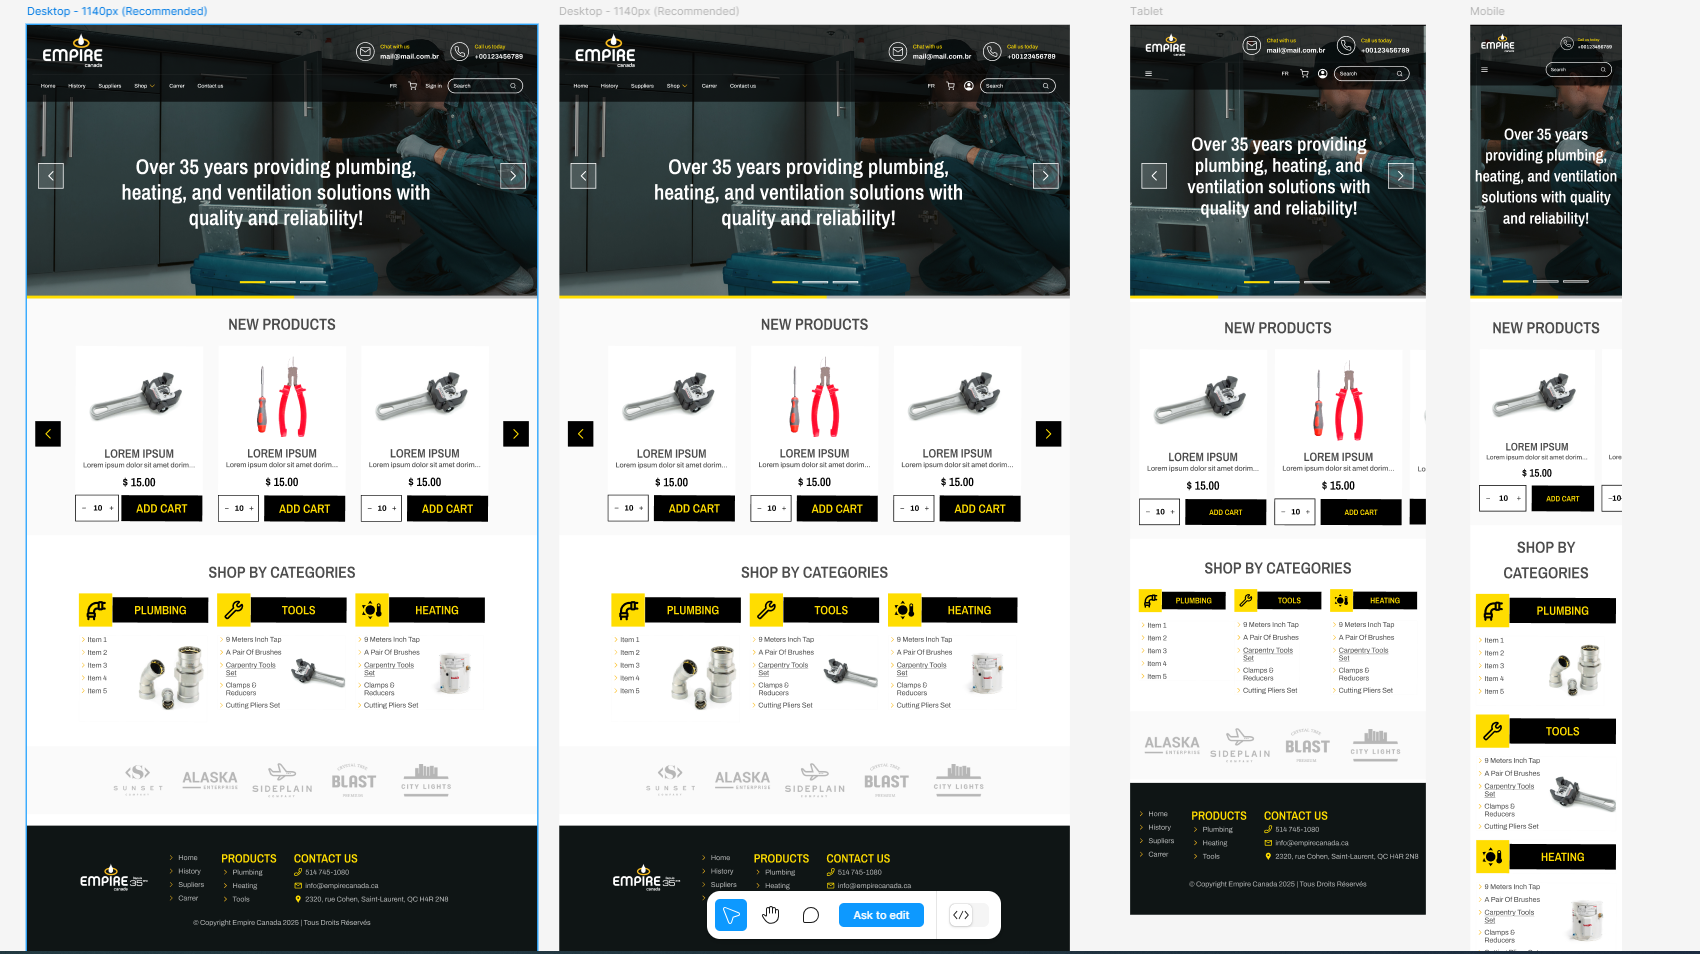 Desktop - 1140px (Recommended)
EMPIRE
canada
Chat with us
mail@mail.com.br
Call us today
+00123456789
Home
History
Suppliers
Shop
Carrer
Contact us
FR
Sign in
Search
Over 35 years providing plumbing,
heating, and ventilation solutions with
quality and reliability!
NEW PRODUCTS
LOREM IPSUM
Lorem ipsum dolor sit amet dorim...
$ 15.00
− 10 +
ADD CART
LOREM IPSUM
Lorem ipsum dolor sit amet dorim...
$ 15.00
− 10 +
ADD CART
LOREM IPSUM
Lorem ipsum dolor sit amet dorim...
$ 15.00
− 10 +
ADD CART
SHOP BY CATEGORIES
PLUMBING
Item 1
Item 2
Item 3
Item 4
Item 5
TOOLS
9 Meters Inch Tap
A Pair Of Brushes
Carpentry Tools
Set
Clamps &
Reducers
Cutting Pliers Set
HEATING
9 Meters Inch Tap
A Pair Of Brushes
Carpentry Tools
Set
Clamps &
Reducers
Cutting Pliers Set
SUNSET
ALASKA
ENTERPRISE
SIDEPLAIN
COMPANY
BLAST
CITY LIGHTS
EMPIRE
canada
35
Home
History
Supliers
Carrer
PRODUCTS
Plumbing
Heating
Tools
CONTACT US
514 745-1080
info@empirecanada.ca
2320, rue Cohen, Saint-Laurent, QC H4R 2N8
© Copyright Empire Canada 2025 | Tous Droits Réservés
Desktop - 1140px (Recommended)
EMPIRE
canada
Chat with us
mail@mail.com.br
Call us today
+00123456789
Home
History
Suppliers
Shop
Carrer
Contact us
FR
Search
Over 35 years providing plumbing,
heating, and ventilation solutions with
quality and reliability!
NEW PRODUCTS
LOREM IPSUM
Lorem ipsum dolor sit amet dorim...
$ 15.00
− 10 +
ADD CART
LOREM IPSUM
Lorem ipsum dolor sit amet dorim...
$ 15.00
− 10 +
ADD CART
LOREM IPSUM
Lorem ipsum dolor sit amet dorim...
$ 15.00
− 10 +
ADD CART
SHOP BY CATEGORIES
PLUMBING
Item 1
Item 2
Item 3
Item 4
Item 5
TOOLS
9 Meters Inch Tap
A Pair Of Brushes
Carpentry Tools
Set
Clamps &
Reducers
Cutting Pliers Set
HEATING
9 Meters Inch Tap
A Pair Of Brushes
Carpentry Tools
Set
Clamps &
Reducers
Cutting Pliers Set
SUNSET
ALASKA
ENTERPRISE
SIDEPLAIN
COMPANY
BLAST
CITY LIGHTS
EMPIRE
canada
35
Home
History
Supliers
PRODUCTS
Plumbing
Heating
CONTACT US
514 745-1080
info@empirecanada.ca
Ask to edit
Tablet
EMPIRE
canada
Chat with us
mail@mail.com.br
Call us today
+00123456789
FR
Search
Over 35 years providing
plumbing, heating, and
ventilation solutions with
quality and reliability!
NEW PRODUCTS
LOREM IPSUM
Lorem ipsum dolor sit amet dorim...
$ 15.00
− 10 +
ADD CART
LOREM IPSUM
Lorem ipsum dolor sit amet dorim...
$ 15.00
− 10 +
ADD CART
Lo
SHOP BY CATEGORIES
PLUMBING
Item 1
Item 2
Item 3
Item 4
Item 5
TOOLS
9 Meters Inch Tap
A Pair Of Brushes
Carpentry Tools
Set
Clamps &
Reducers
Cutting Pliers Set
HEATING
9 Meters Inch Tap
A Pair Of Brushes
Carpentry Tools
Set
Clamps &
Reducers
Cutting Pliers Set
ALASKA
ENTERPRISE
SIDEPLAIN
COMPANY
BLAST
CITY LIGHTS
Home
History
Supliers
Carrer
PRODUCTS
Plumbing
Heating
Tools
CONTACT US
514 745-1080
info@empirecanada.ca
2320, rue Cohen, Saint-Laurent, QC H4R 2N8
© Copyright Empire Canada 2025 | Tous Droits Réservés
Mobile
EMPIRE
canada
Call us today
+00123456789
Search
Over 35 years
providing plumbing,
heating, and ventilation
solutions with quality
and reliability!
NEW PRODUCTS
LOREM IPSUM
Lorem ipsum dolor sit amet dorim...
$ 15.00
− 10 +
ADD CART
Lore
−10
SHOP BY
CATEGORIES
PLUMBING
Item 1
Item 2
Item 3
Item 4
Item 5
TOOLS
9 Meters Inch Tap
A Pair Of Brushes
Carpentry Tools
Set
Clamps &
Reducers
Cutting Pliers Set
HEATING
9 Meters Inch Tap
A Pair Of Brushes
Carpentry Tools
Set
Clamps &
Reducers